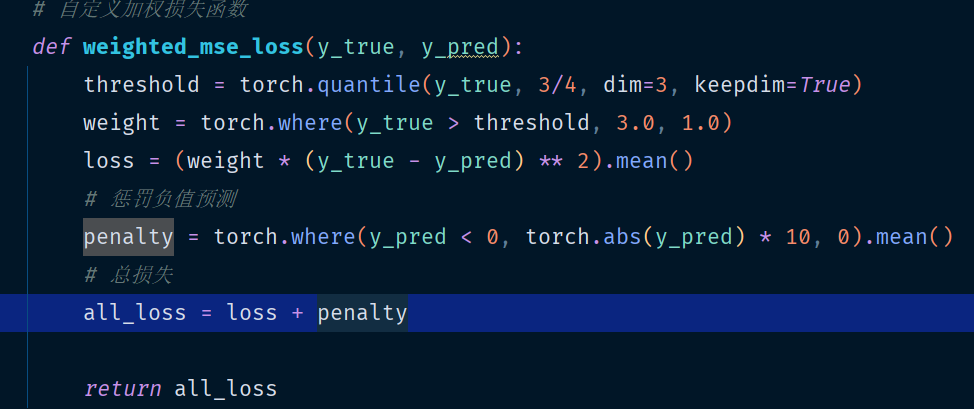 # 自定义加权损失函数
def weighted_mse_loss(y_true, y_pred):
threshold = torch.quantile(y_true, 3/4, dim=3, keepdim=True)
weight = torch.where(y_true > threshold, 3.0, 1.0)
loss = (weight * (y_true - y_pred) ** 2).mean()
# 惩罚负值预测
penalty = torch.where(y_pred < 0, torch.abs(y_pred) * 10, 0).mean()
# 总损失
all_loss = loss + penalty
return all_loss